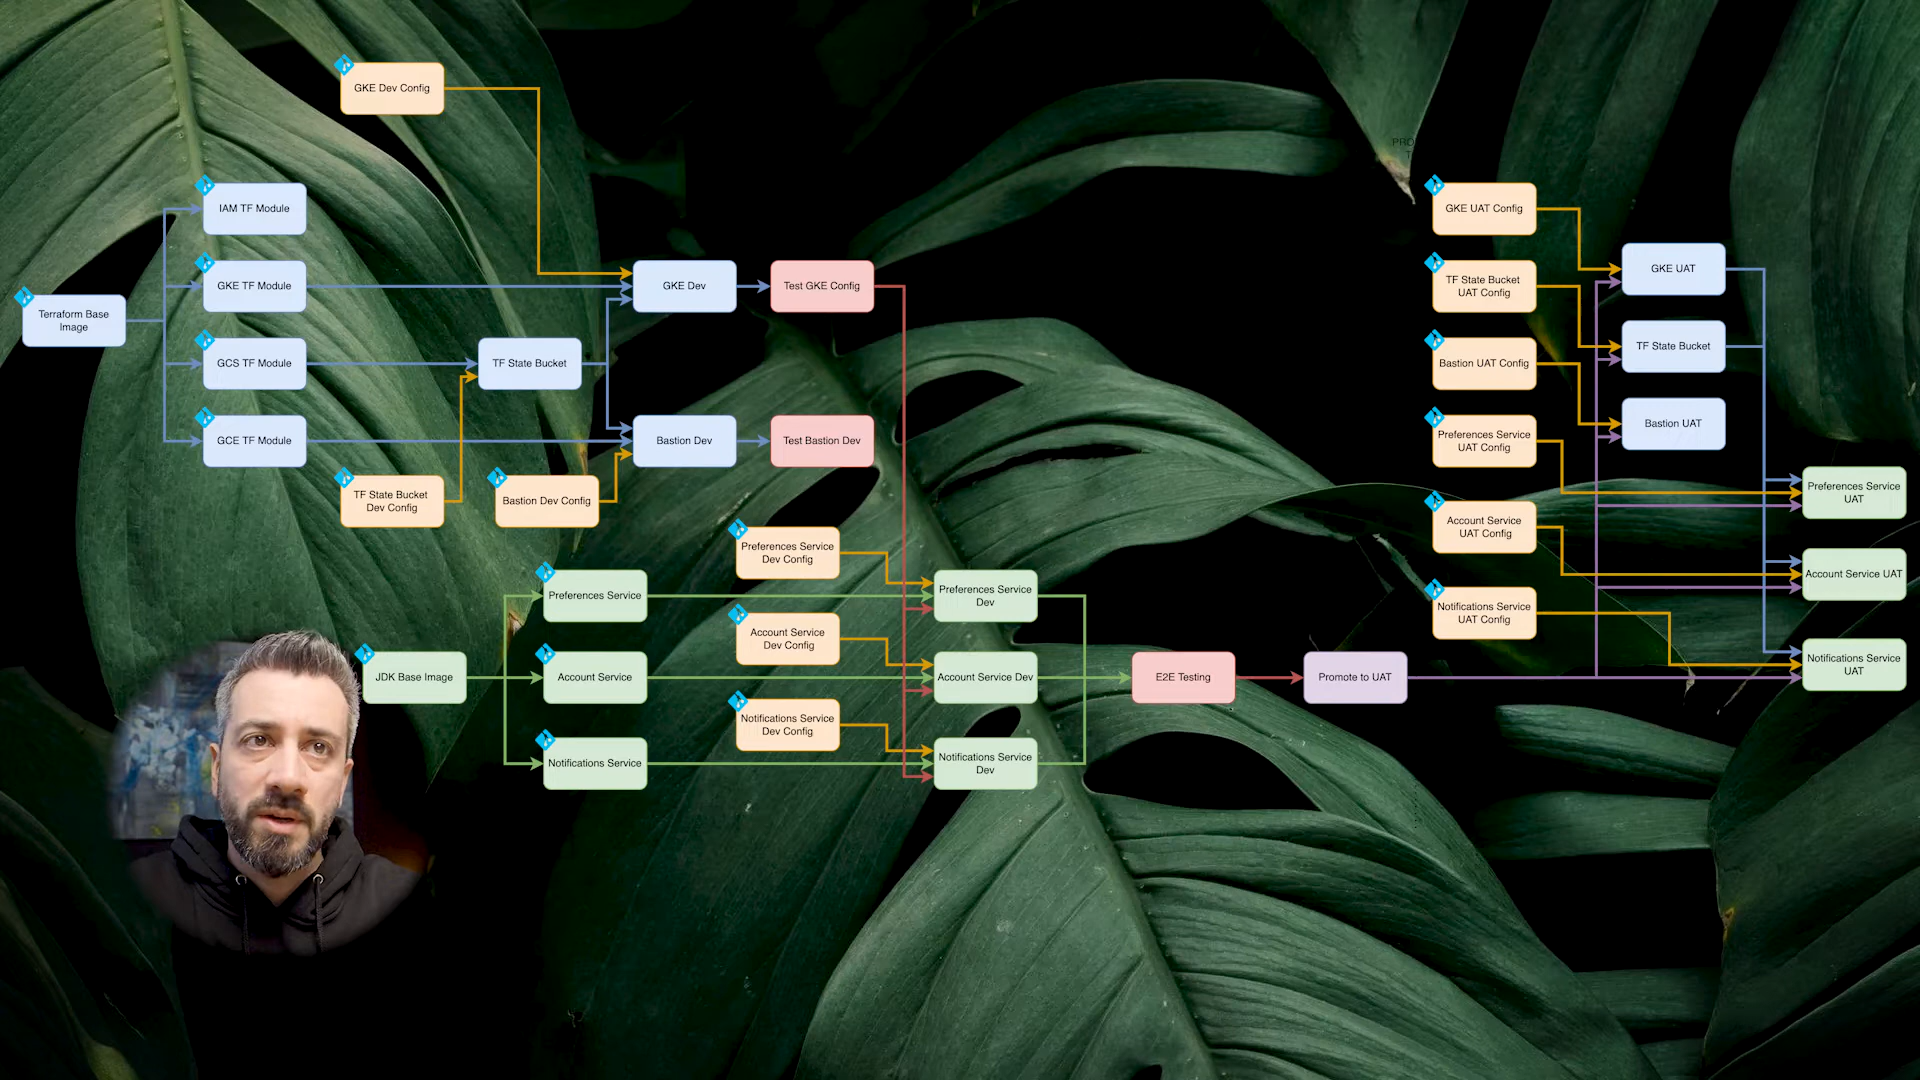 GKE Dev Config
PRO
T
IAM TF Module
GKE UAT Config
GKE TF Module
GKE Dev
Test GKE Config
TF State Bucket
UAT Config
GKE UAT
Terraform Base
Image
GCS TF Module
TF State Bucket
Bastion UAT Config
TF State Bucket
GCE TF Module
Bastion Dev
Test Bastion Dev
Preferences Service
UAT Config
Bastion UAT
TF State Bucket
Dev Config
Bastion Dev Config
Preferences Service
UAT
Preferences Service
Dev Config
Account Service
UAT Config
Account Service UAT
Preferences Service
Preferences Service
Dev
Account Service
Dev Config
Notifications Service
UAT Config
JDK Base Image
Account Service
Account Service Dev
E2E Testing
Promote to UAT
Notifications Service
UAT
Notifications Service
Dev Config
Notifications Service
Notifications Service
Dev